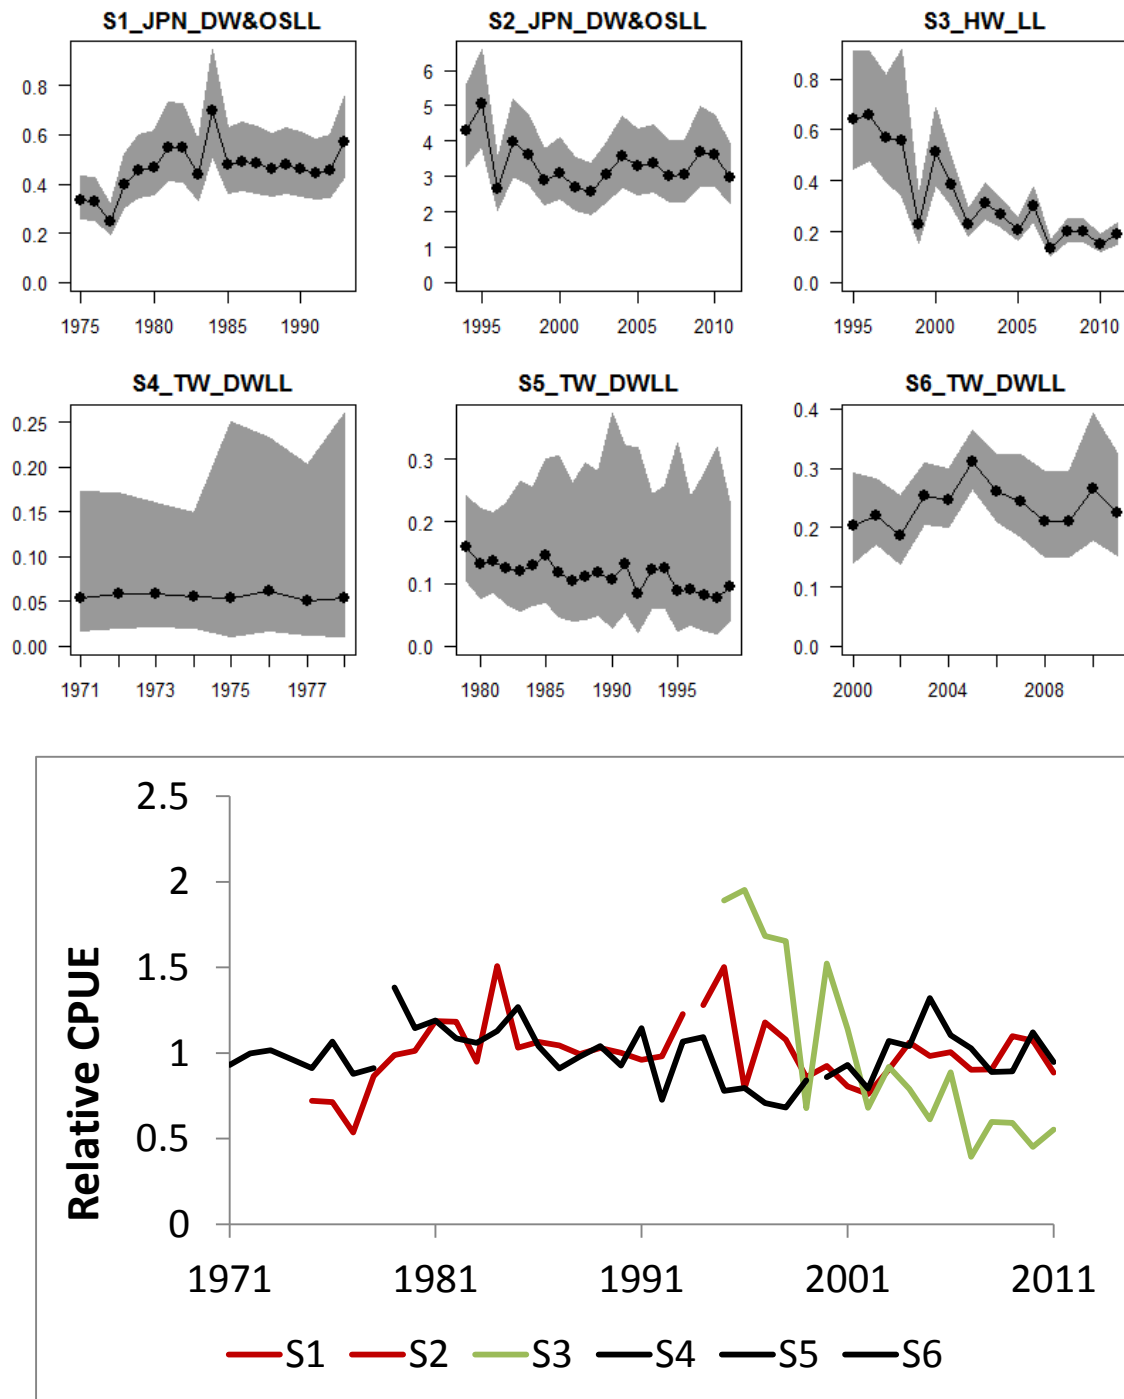 S1_JPN_DW&OSLL
S2_JPN_DW&OSLL
S3_HW_LL
0.8
0.6
0.4
0.2
0.0
1975 1980 1985 1990
6
5
4
3
2
1
0
1995 2000 2005 2010
0.8
0.6
0.4
0.2
0.0
1995 2000 2005 2010
S4_TW_DWLL
S5_TW_DWLL
S6_TW_DWLL
0.25
0.20
0.15
0.10
0.05
0.00
1971 1973 1975 1977
0.3
0.2
0.1
0.0
1980 1985 1990 1995
0.4
0.3
0.2
0.1
0.0
2000 2004 2008
Relative CPUE
2.5
2
1.5
1
0.5
0
1971 1981 1991 2001 2011
S1 S2 S3 S4 S5 S6